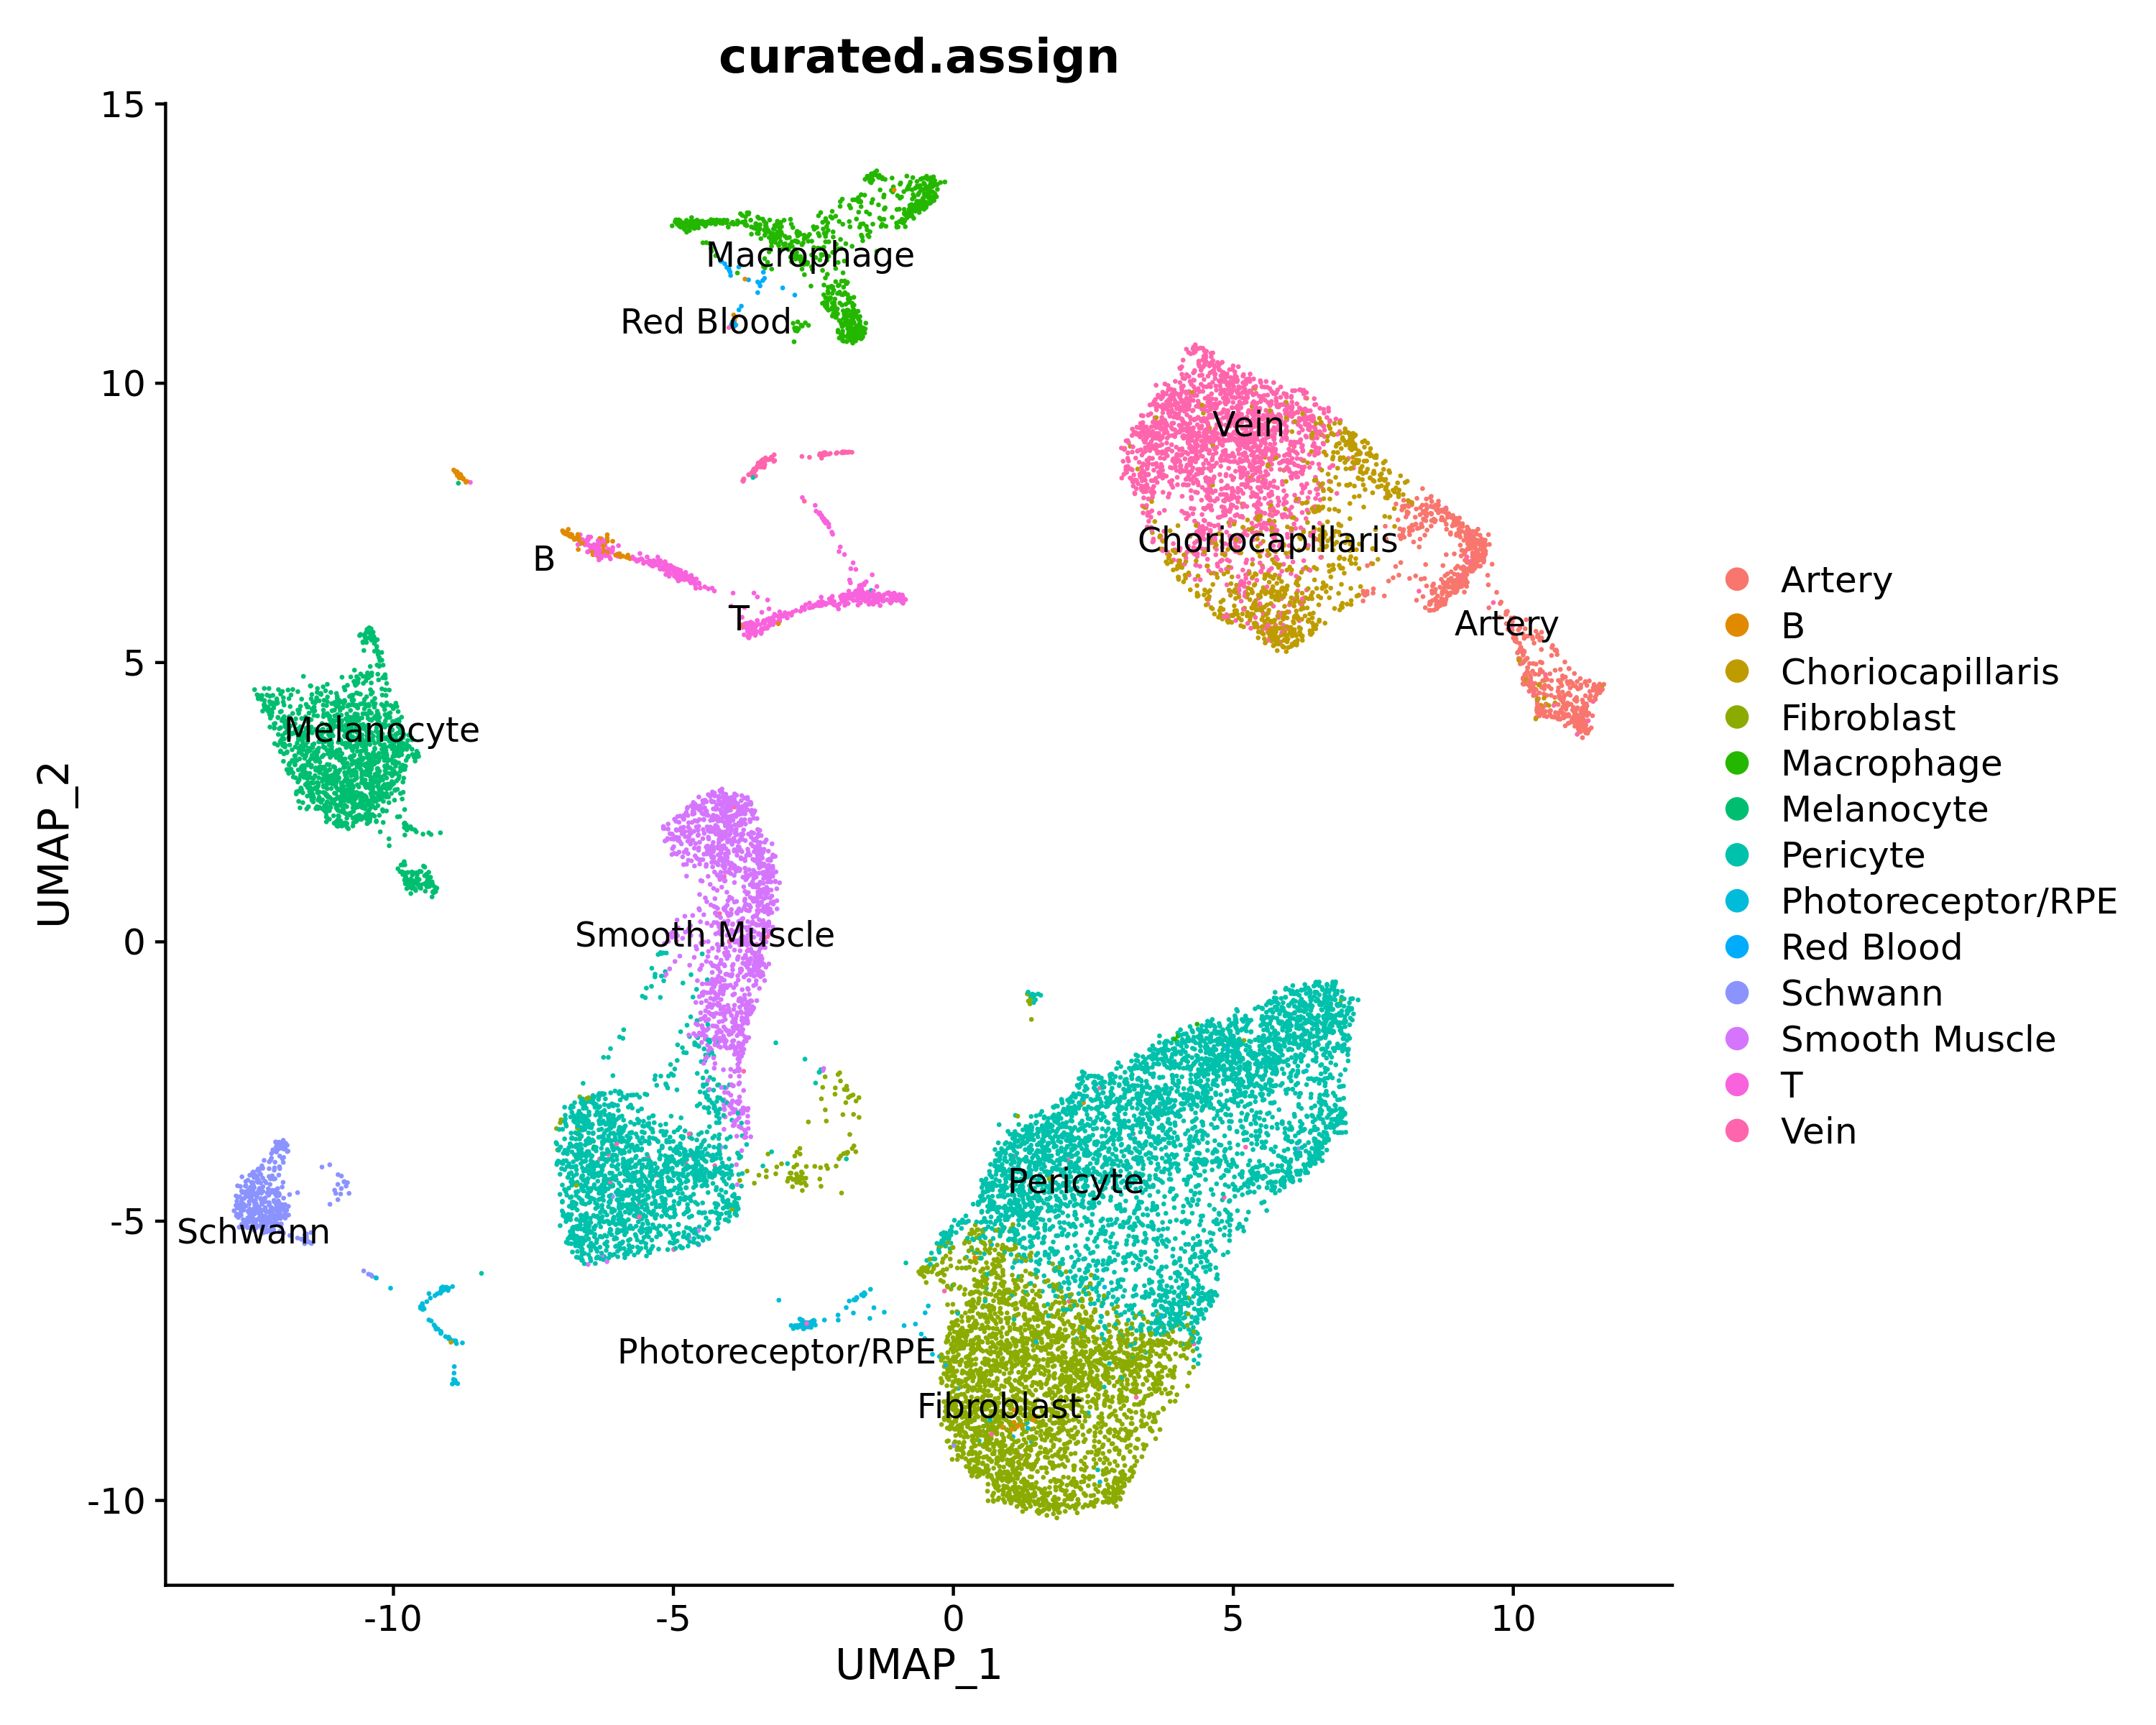 curated.assign
15
10
5
0
-5
-10
UMAP_2
Macrophage
Red Blood
Vein
B
Choriocapillaris
T
Artery
Melanocyte
Smooth Muscle
Pericyte
Schwann
Photoreceptor/RPE
Fibroblast
-10
-5
0
5
10
UMAP_1
Artery
B
Choriocapillaris
Fibroblast
Macrophage
Melanocyte
Pericyte
Photoreceptor/RPE
Red Blood
Schwann
Smooth Muscle
T
Vein